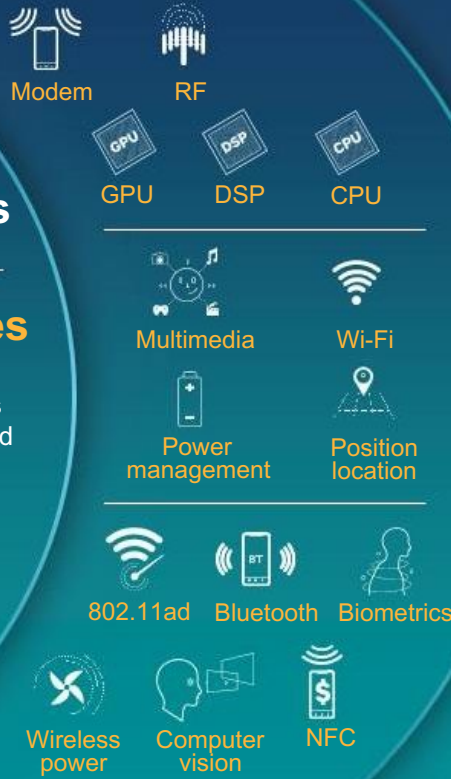 Modem RF
GPU DSP CPU
GPU DSP CPU
s
es
Multimedia Wi-Fi
s
d
Power management Position location
BT
802.11ad Bluetooth Biometrics
$
Wireless power Computer vision NFC